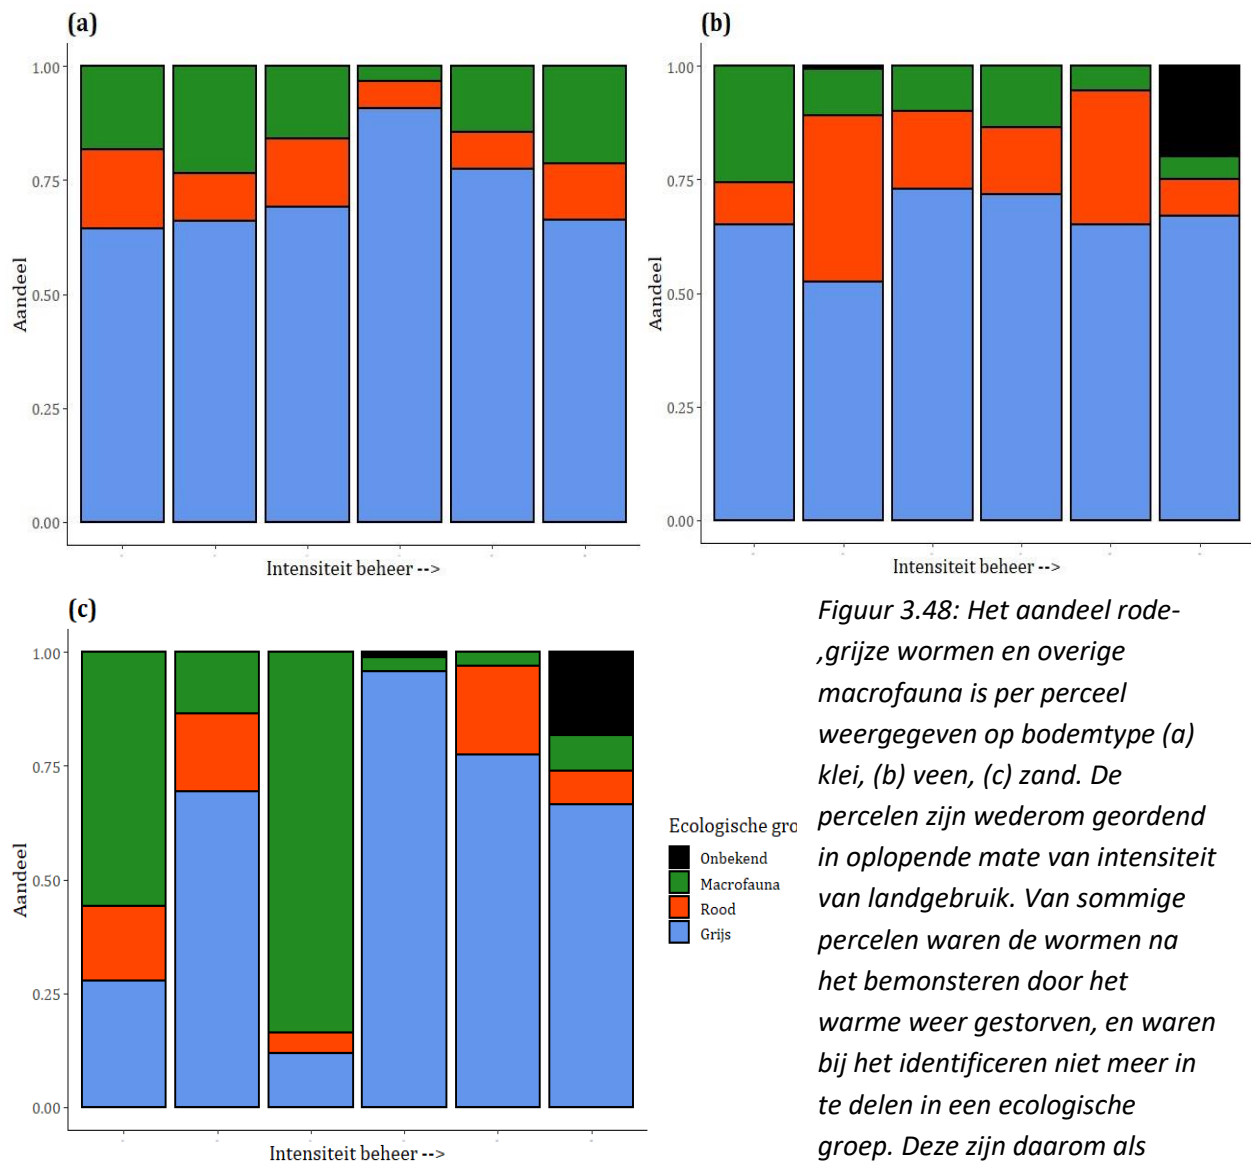 (a)
1.00
0.75
0.50
0.25
0.00
Aandeel
Intensiteit beheer -->
(b)
1.00
0.75
0.50
0.25
0.00
Aandeel
Intensiteit beheer -->
(c)
1.00
0.75
0.50
0.25
0.00
Aandeel
Intensiteit beheer -->
Ecologische gro
Onbekend
Macrofauna
Rood
Grijs
Figuur 3.48: Het aandeel rode-
,grijze wormen en overige
macrofauna is per perceel
weergegeven op bodemtype (a)
klei, (b) veen, (c) zand. De
percelen zijn wederom geordend
in oplopende mate van intensiteit
van landgebruik. Van sommige
percelen waren de wormen na
het bemonsteren door het
warme weer gestorven, en waren
bij het identificeren niet meer in
te delen in een ecologische
groep. Deze zijn daarom als